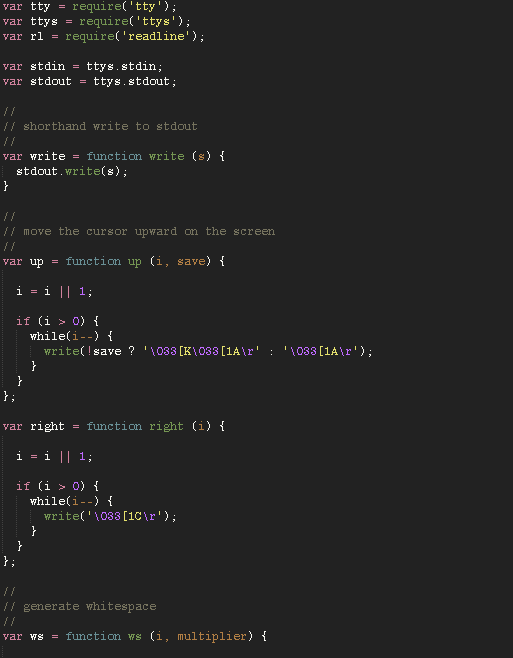 var tty = require('tty');
var ttys = require('ttys');
var rl = require('readline');

var stdin = ttys.stdin;
var stdout = ttys.stdout;

//
// shorthand write to stdout
//
var write = function write (s) {
  stdout.write(s);
}

//
// move the cursor upward on the screen
//
var up = function up (i, save) {

  i = i || 1;

  if (i > 0) {
    while(i--) {
      write(!save ? '\033[K\033[1A\r' : '\033[1A\r');
    }
  }
};

var right = function right (i) {

  i = i || 1;

  if (i > 0) {
    while(i--) {
      write('\033[1C\r');
    }
  }
};

//
// generate whitespace
//
var ws = function ws (i, multiplier) {